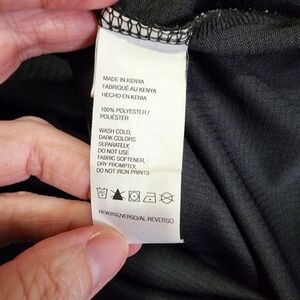 MADE IN KENYA
FABRIQUÉ AU KENYA
HECHO EN KENIA
100% POLYESTER/
POLIÉSTER
WASH COLD,
DARK COLORS
SEPARATELY,
DO NOT USE
FABRIC SOFTENER,
DRY PROMPTLY,
DO NOT IRON PRINTS
REVERSE/VERSO/AL REVERSO